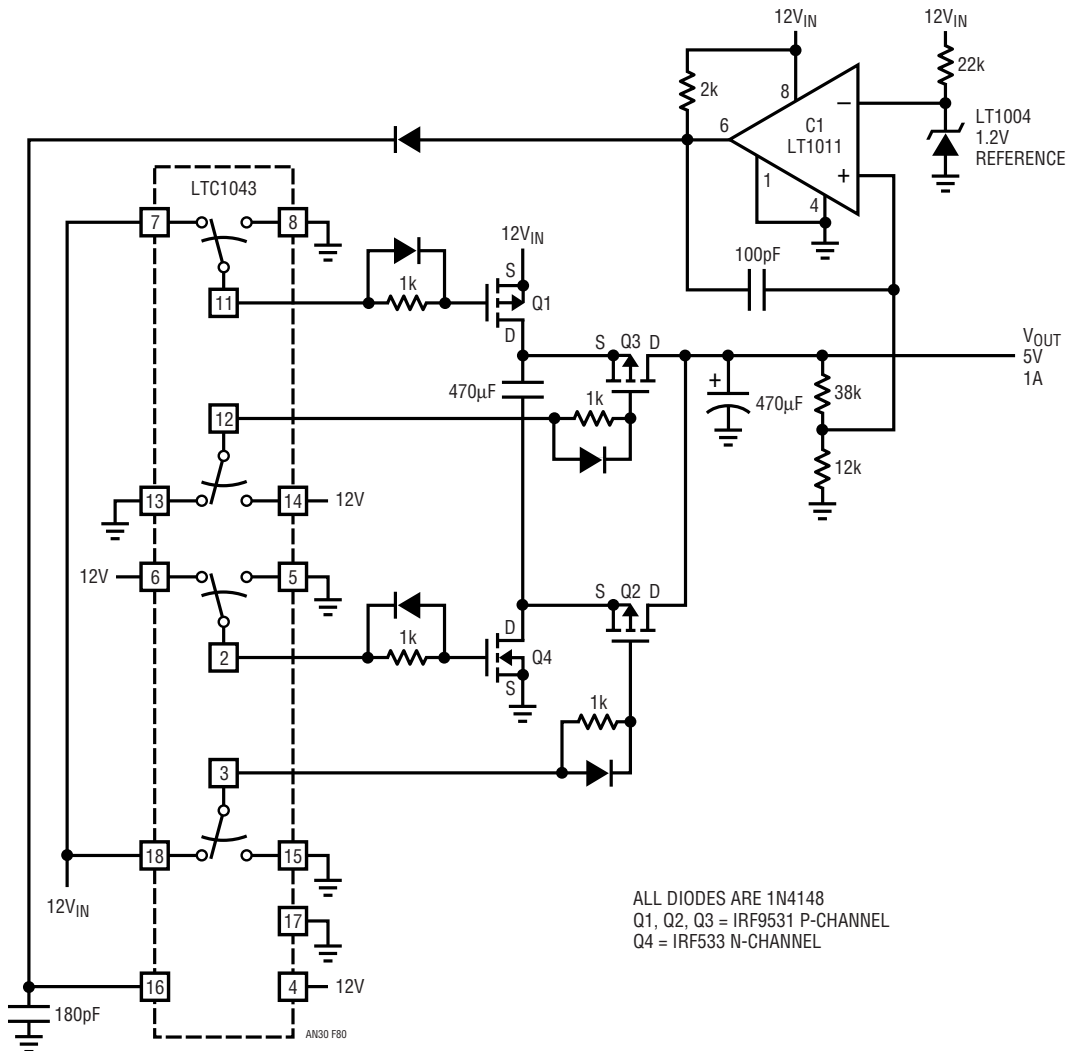 12VIN
12VIN
2k
22k
8
6
C1
LT1011
−
+
1
4
LT1004
1.2V
REFERENCE
LTC1043
7
8
12VIN
100pF
1k
S
Q1
D
11
S Q3 D
VOUT
5V
1A
470µF
1k
+
470µF
38k
12
12k
13
14
12V
12V
6
5
S Q2 D
1k
D
Q4
S
2
1k
3
18
15
12VIN
17
16
4
12V
180pF
ALL DIODES ARE 1N4148
Q1, Q2, Q3 = IRF9531 P-CHANNEL
Q4 = IRF533 N-CHANNEL
AN30 F80